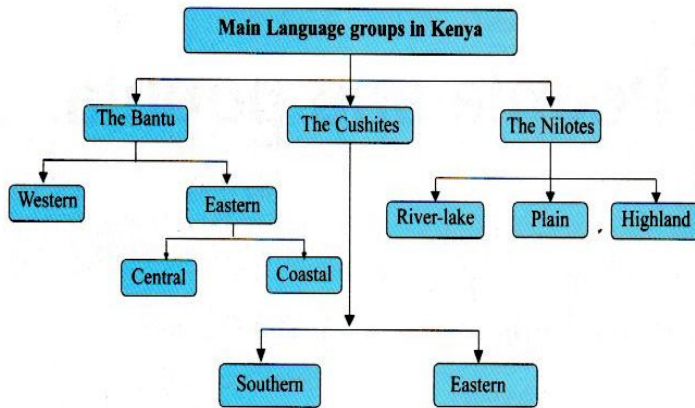 Main Language groups in Kenya
The Bantu
The Cushites
The Nilotes
Western
Eastern
River-lake
Plain
Highland
Central
Coastal
Southern
Eastern